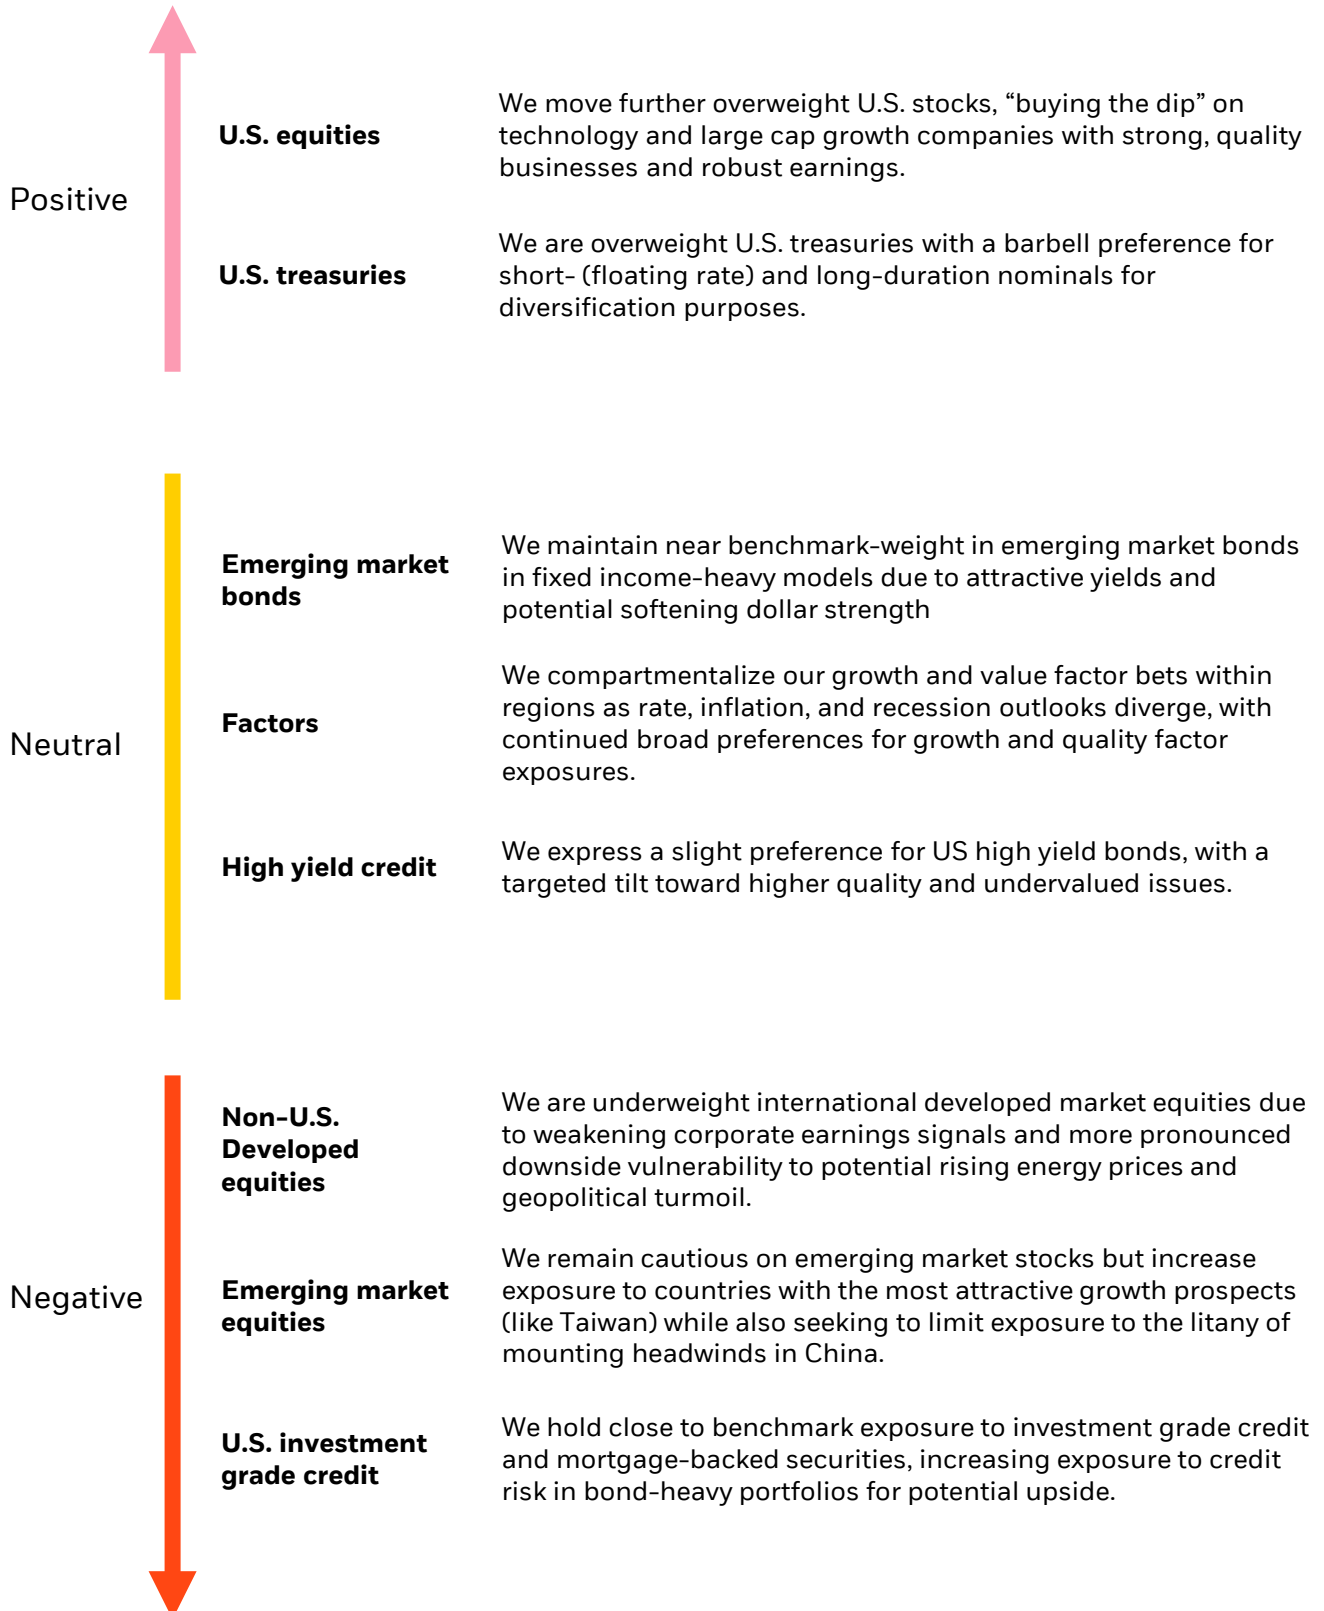 Positive
U.S. equities
We move further overweight U.S. stocks, “buying the dip” on
technology and large cap growth companies with strong, quality
businesses and robust earnings.
U.S. treasuries
We are overweight U.S. treasuries with a barbell preference for
short- (floating rate) and long-duration nominals for
diversification purposes.
Neutral
Emerging market
bonds
We maintain near benchmark-weight in emerging market bonds
in fixed income-heavy models due to attractive yields and
potential softening dollar strength
Factors
We compartmentalize our growth and value factor bets within
regions as rate, inflation, and recession outlooks diverge, with
continued broad preferences for growth and quality factor
exposures.
High yield credit
We express a slight preference for US high yield bonds, with a
targeted tilt toward higher quality and undervalued issues.
Negative
Non-U.S.
Developed
equities
We are underweight international developed market equities due
to weakening corporate earnings signals and more pronounced
downside vulnerability to potential rising energy prices and
geopolitical turmoil.
Emerging market
equities
We remain cautious on emerging market stocks but increase
exposure to countries with the most attractive growth prospects
(like Taiwan) while also seeking to limit exposure to the litany of
mounting headwinds in China.
U.S. investment
grade credit
We hold close to benchmark exposure to investment grade credit
and mortgage-backed securities, increasing exposure to credit
risk in bond-heavy portfolios for potential upside.